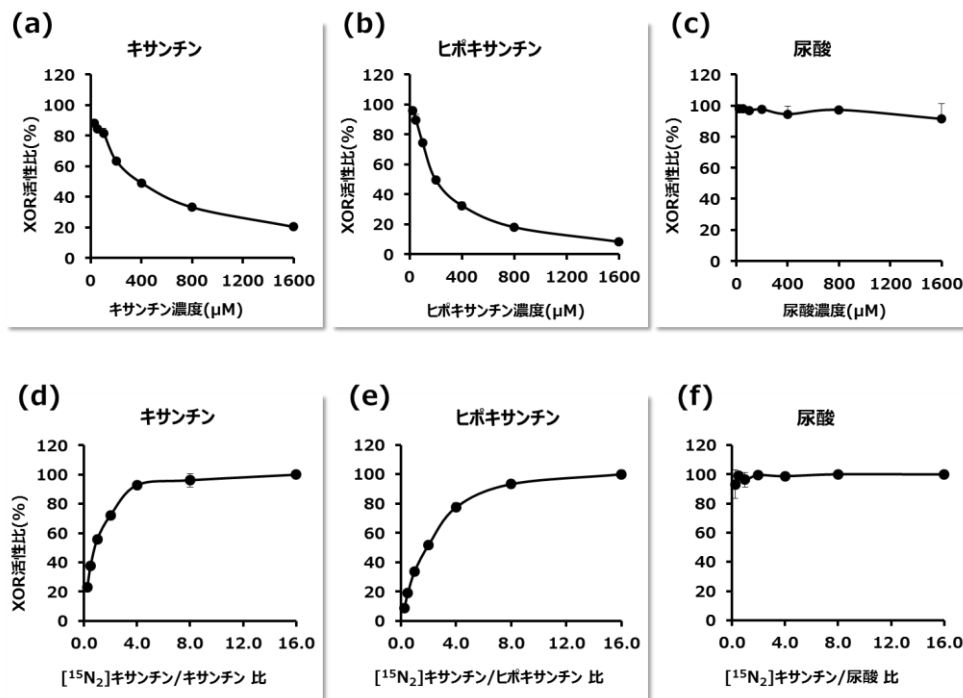 (a)
キサンチン
XOR活性比(%)
120
100
80
60
40
20
0
0 400 800 1200 1600
キサンチン濃度(μM)
(b)
ヒポキサンチン
XOR活性比(%)
120
100
80
60
40
20
0
0 400 800 1200 1600
ヒポキサンチン濃度(μM)
(c)
尿酸
XOR活性比(%)
120
100
80
60
40
20
0
0 400 800 1200 1600
尿酸濃度(μM)
(d)
キサンチン
XOR活性比(%)
120
100
80
60
40
20
0
0.0 4.0 8.0 12.0 16.0
[¹⁵N₂]キサンチン/キサンチン 比
(e)
ヒポキサンチン
120
100
80
60
40
20
0
0.0 4.0 8.0 12.0 16.0
[¹⁵N₂]キサンチン/ヒポキサンチン 比
(f)
尿酸
120
100
80
60
40
20
0
0.0 4.0 8.0 12.0 16.0
[¹⁵N₂]キサンチン/尿酸 比